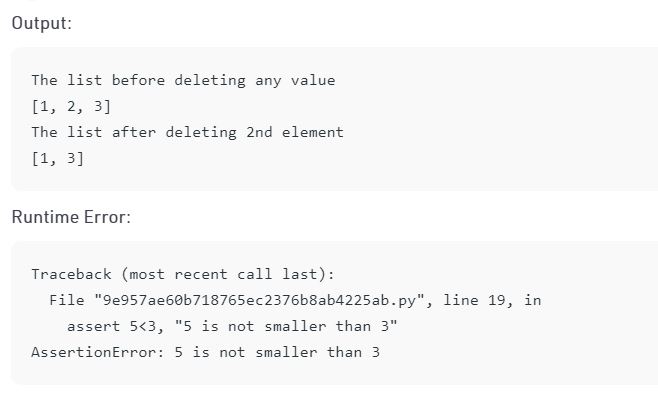 Output:
The list before deleting any value
[1, 2, 3]
The list after deleting 2nd element
[1, 3]
Runtime Error:
Traceback (most recent call last):
  File "9e957ae60b718765ec2376b8ab4225ab.py", line 19, in
    assert 5<3, "5 is not smaller than 3"
AssertionError: 5 is not smaller than 3